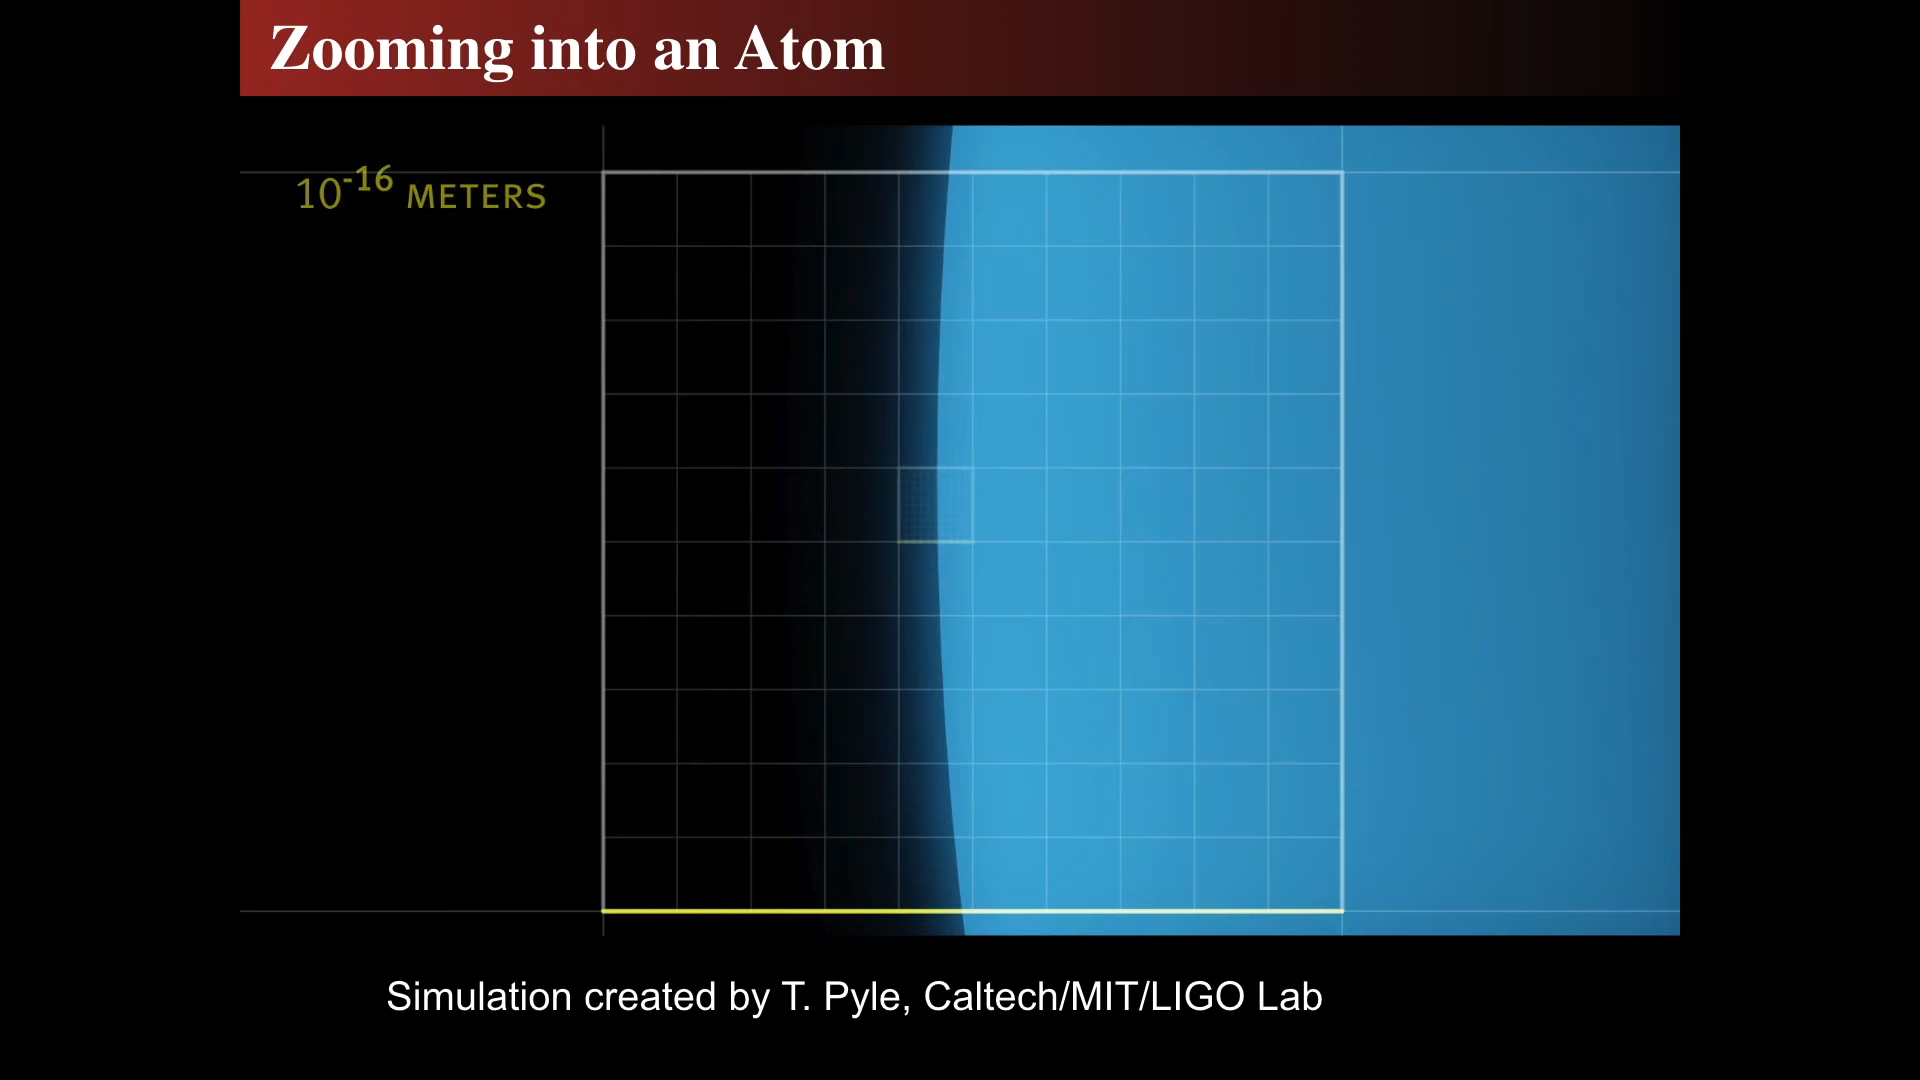 Zooming into an Atom
10⁻¹⁶ METERS
Simulation created by T. Pyle, Caltech/MIT/LIGO Lab